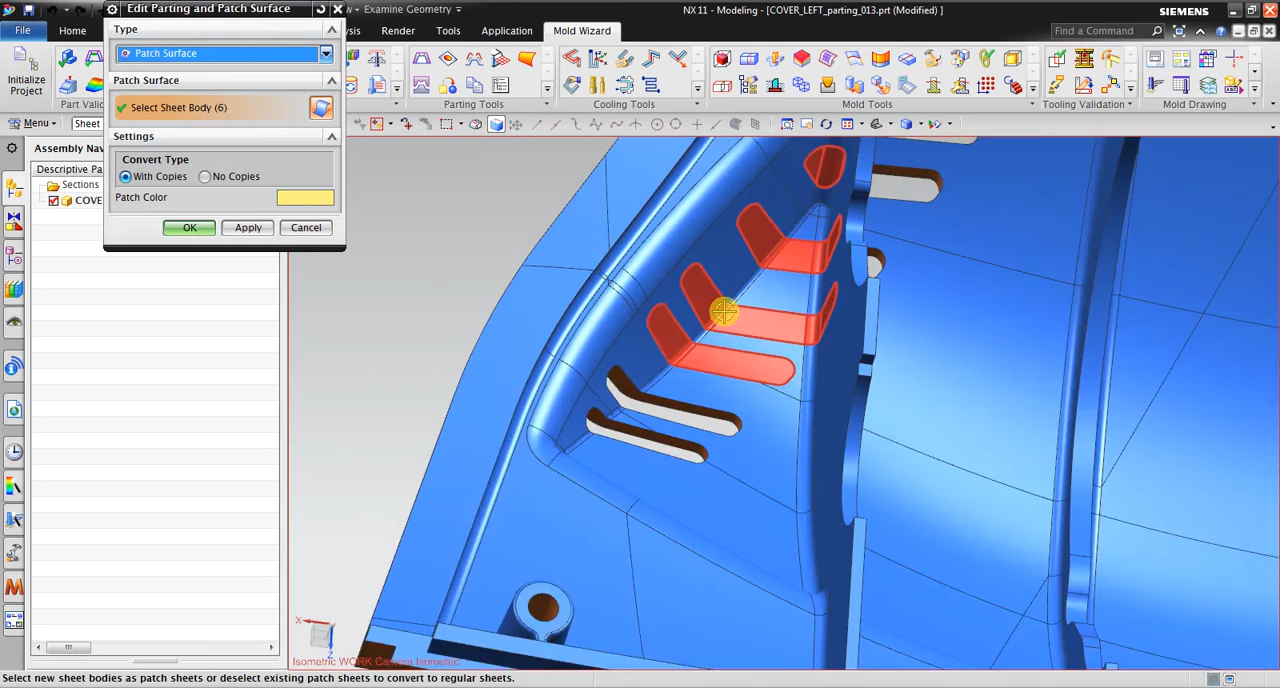 Edit Parting and Patch Surface
Examine Geometry
NX 11 - Modeling - [COVER_LEFT_parting_013.prt (Modified) ]
SIEMENS
File
Home
Render
Tools
Application
Mold Wizard
Find a Command
Initialize
Project
Parting Tools
Cooling Tools
Mold Tools
Tooling Validation
Mold Drawing
Menu
Sheet
Type
Patch Surface
Patch Surface
Select Sheet Body (6)
Settings
Convert Type
With Copies
No Copies
Patch Color
OK
Apply
Cancel
Assembly Nav
Descriptive Pa
Sections
COVE
X
Z
Isometric WORK Camera Isometric
Select new sheet bodies as patch sheets or deselect existing patch sheets to convert to regular sheets.